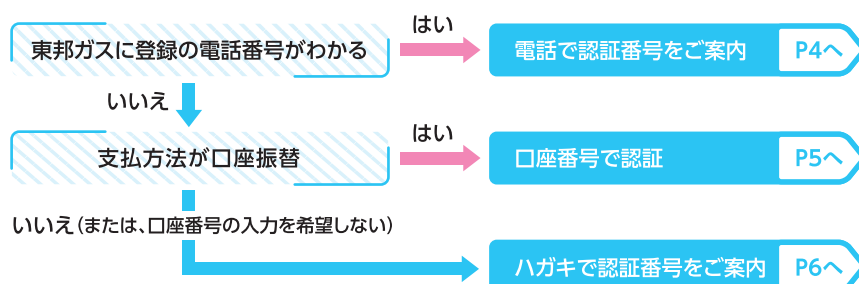 はい
東邦ガスに登録の電話番号がわかる
電話で認証番号をご案内 P4へ
いいえ
はい
支払方法が口座振替
口座番号で認証 P5へ
いいえ(または、口座番号の入力を希望しない)
ハガキで認証番号をご案内 P6へ